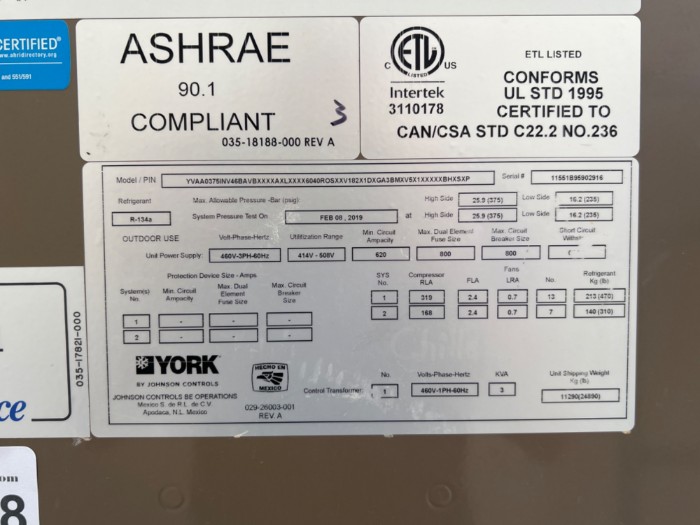 CERTIFIED®
www.ahridirectory.org
and 551/591
ASHRAE
90.1
COMPLIANT
3
035-18188-000 REV A
C US
ETL
LISTED
Intertek
3110178
ETL LISTED
CONFORMS
UL STD 1995
CERTIFIED TO
CAN/CSA STD C22.2 NO.236
Model / PIN YVAA0375INV46BAVBXXXXAXLXXXX6040ROSXXV182X1DXGA3BMXV5X1XXXXXBHXSXP Serial # 11551B95902916
Refrigerant Max. Allowable Pressure -Bar (psig) High Side 25.9 (375) Low Side 16.2 (235)
R-134a System Pressure Test On FEB 08 , 2019 at High Side 25.9 (375) Low Side 16.2 (235)
OUTDOOR USE Volt-Phase-Hertz Utilization Range Min. Circuit Ampacity Max. Dual Element Fuse Size Max. Circuit Breaker Size Short Circuit
Unit Power Supply: 460V-3PH-60Hz 414V - 508V 620 800 800
Protection Device Size - Amps
System(s) No. Min. Circuit Ampacity Max. Dual Element Fuse Size Max. Circuit Breaker Size
1 - - -
2 - - -
SYS No. Compressor RLA Fans FLA LRA No. Refrigerant Kg (lb)
1 319 2.4 0.7 13 213 (470)
2 168 2.4 0.7 7 140 (310)
YORK
BY JOHNSON CONTROLS
HECHO EN
MEXICO
JOHNSON CONTROLS BE OPERATIONS
Mexico S. de R.L. de C.V.
Apodaca, N.L. Mexico
029-26003-001
REV. A
No. Volts-Phase-Hertz KVA Unit Shipping Weight Kg (lb)
Control Transformer: 1 460V-1PH-60Hz 3 11290(24890)
035-17821-000
ce
om
8